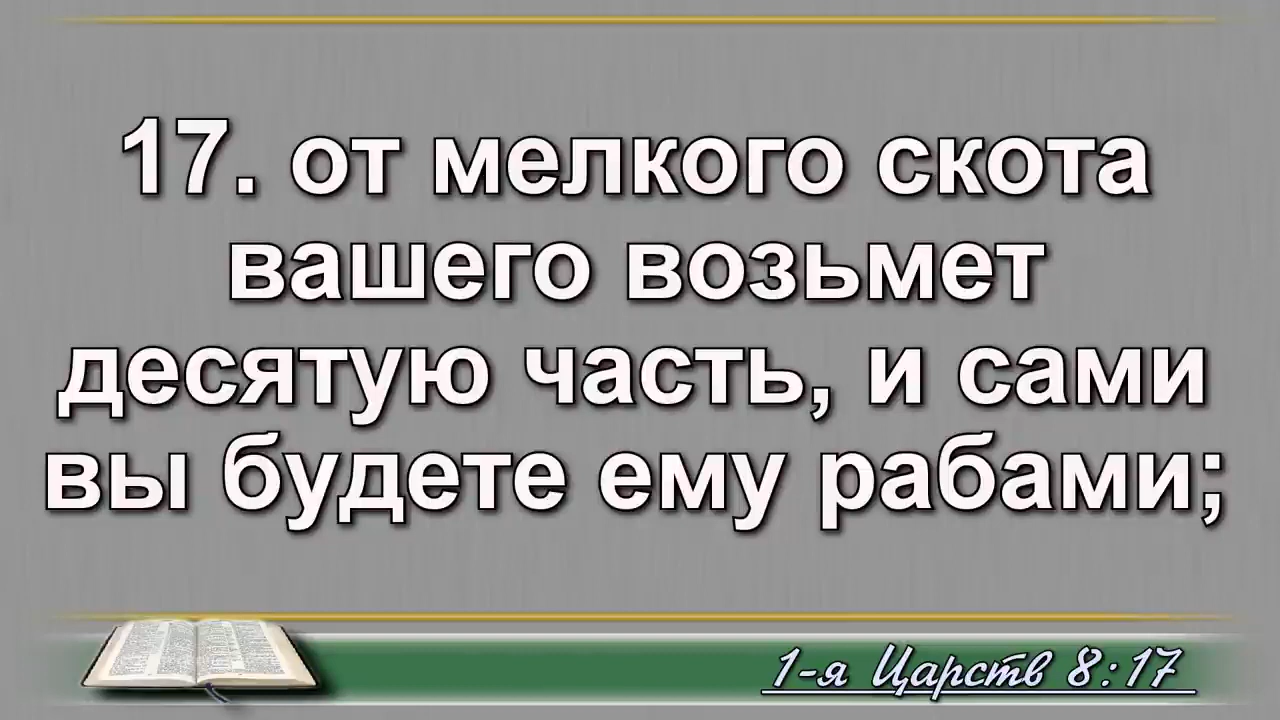 17. от мелкого скота
вашего возьмет
десятую часть, и сами
вы будете ему рабами;
1-я Царств 8:17